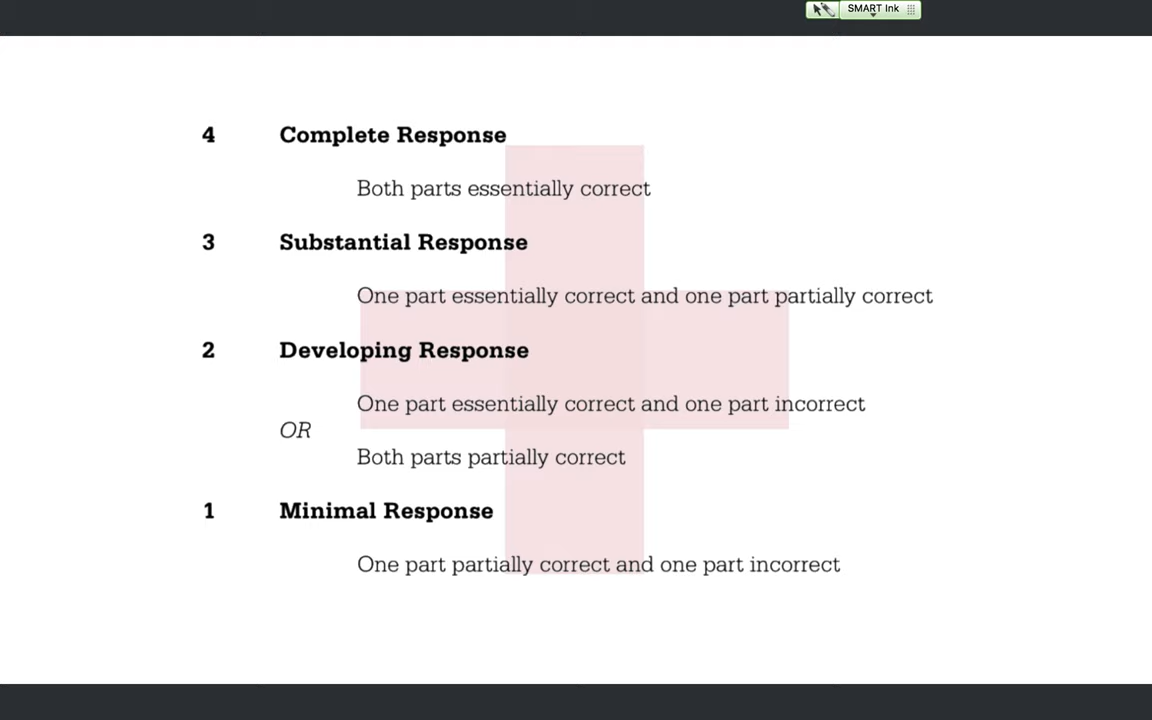 SMART Ink
4 Complete Response
Both parts essentially correct
3 Substantial Response
One part essentially correct and one part partially correct
2 Developing Response
One part essentially correct and one part incorrect
OR
Both parts partially correct
1 Minimal Response
One part partially correct and one part incorrect